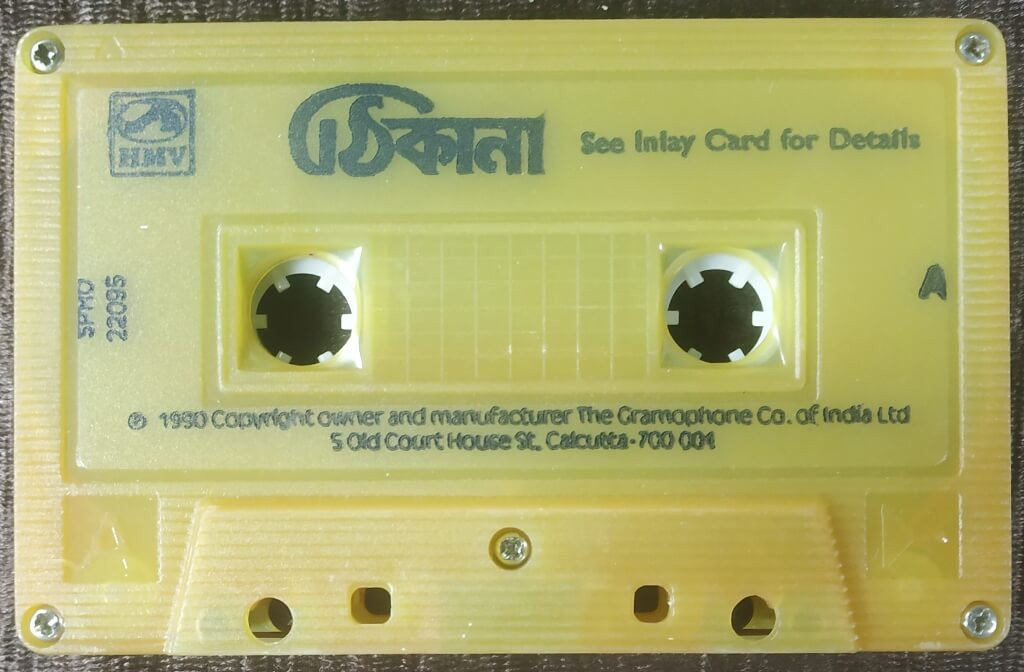 HMV
ঠিকানা
See Inlay Card for Details
5PMO
22095
A
℗ 1990 Copyright owner and manufacturer The Gramophone Co. of India Ltd
5 Old Court House St. Calcutta-700 001